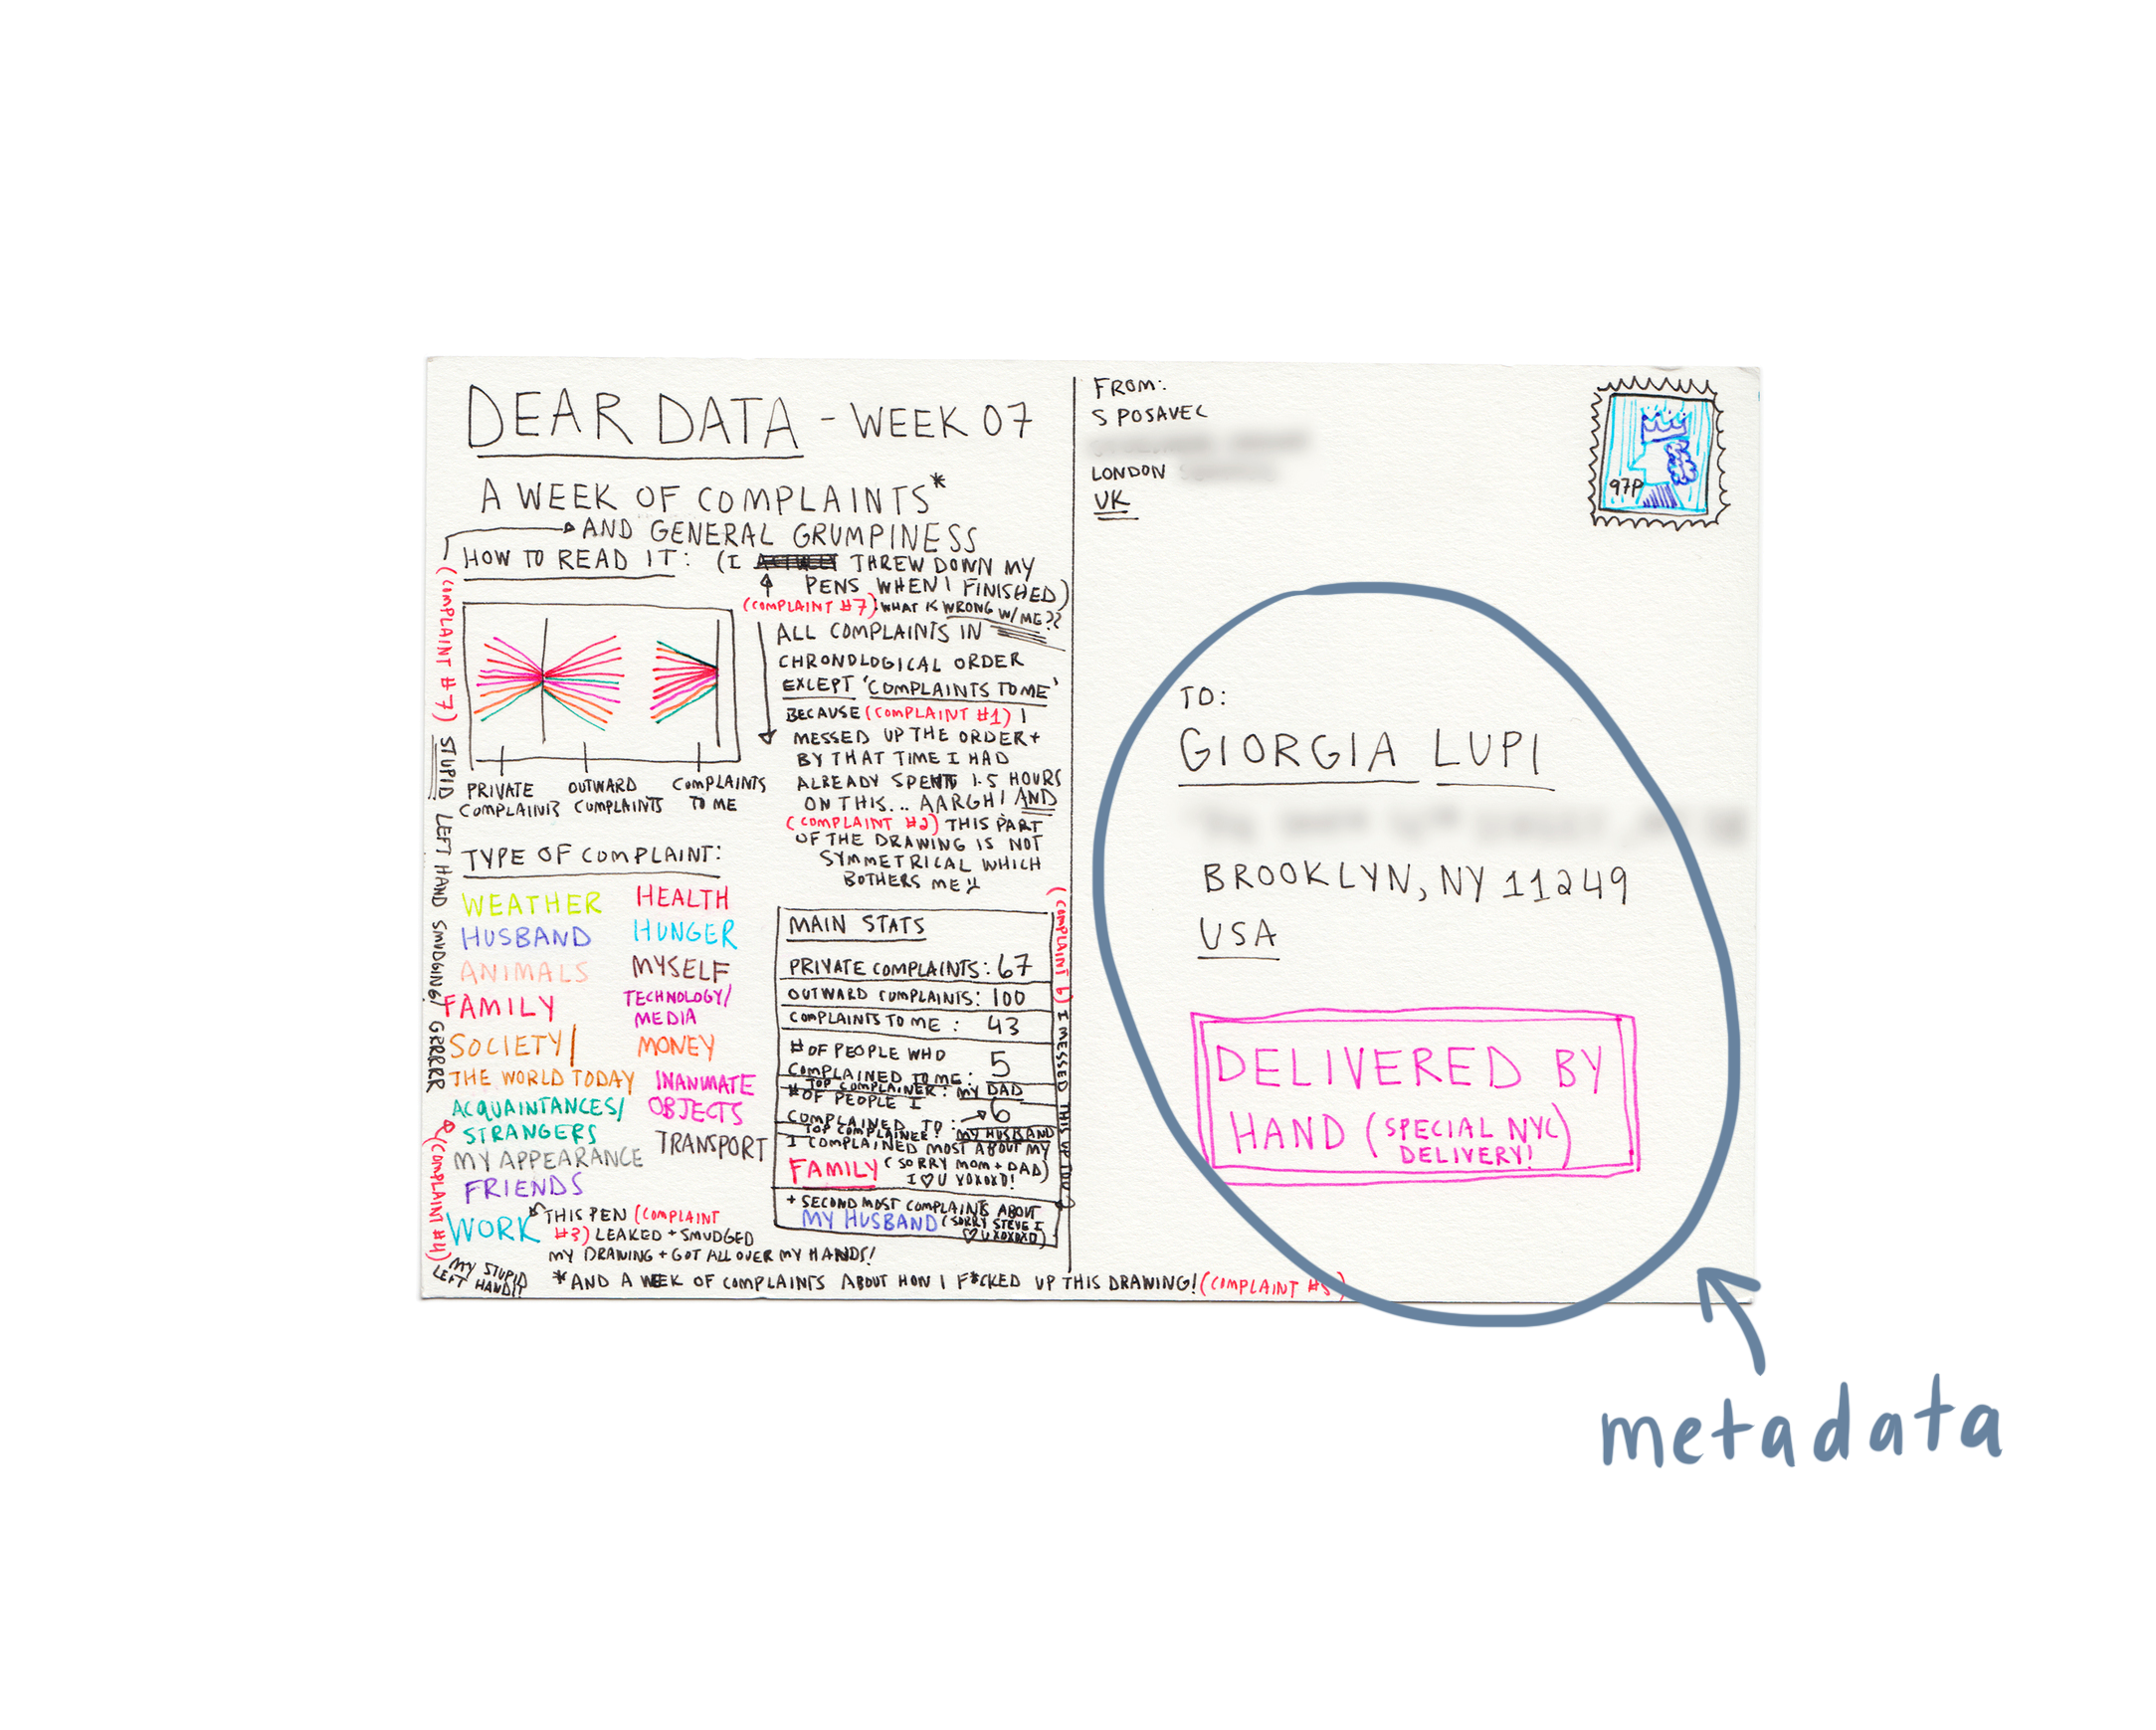 DEAR DATA - WEEK 07
A WEEK OF COMPLAINTS*
AND GENERAL GRUMPINESS
HOW TO READ IT: (I THREW DOWN MY
PENS WHEN I FINISHED)
(COMPLAINT #7) WHAT IS WRONG W/ME??
ALL COMPLAINTS IN
CHRONOLOGICAL ORDER
EXCEPT 'COMPLAINTS TO ME'
BECAUSE (COMPLAINT #1) I
MESSED UP THE ORDER +
BY THAT TIME I HAD
ALREADY SPENT 1.5 HOURS
ON THIS... AARGH! AND
(COMPLAINT #2) THIS PART
OF THE DRAWING IS NOT
SYMMETRICAL WHICH
BOTHERS ME
PRIVATE
COMPLAINTS
OUTWARD
COMPLAINTS
COMPLAINTS
TO ME
(COMPLAINT #7) STUPID LEFT HAND SMUDGING! GRRRRR
TYPE OF COMPLAINT:
WEATHER
HUSBAND
ANIMALS
FAMILY
SOCIETY/
THE WORLD TODAY
ACQUAINTANCES/
STRANGERS
MY APPEARANCE
FRIENDS
WORK
HEALTH
HUNGER
MYSELF
TECHNOLOGY/
MEDIA
MONEY
INANIMATE
OBJECTS
TRANSPORT
THIS PEN (COMPLAINT
#3) LEAKED + SMUDGED
MY DRAWING + GOT ALL OVER MY HANDS!
(COMPLAINT #4)
MY STUPID
LEFT HAND!!
MAIN STATS
PRIVATE COMPLAINTS: 67
OUTWARD COMPLAINTS: 100
COMPLAINTS TO ME: 43
# OF PEOPLE WHO
COMPLAINED TO ME: 5
TOP COMPLAINER: MY DAD
# OF PEOPLE I
COMPLAINED TO: 6
TOP COMPLAINEE: MY HUSBAND
I COMPLAINED MOST ABOUT MY
FAMILY (SORRY MOM + DAD)
I ♡ U XOXOXO!
+ SECOND MOST COMPLAINTS ABOUT
MY HUSBAND (SORRY STEVE I
♡ U XOXOXO)
(COMPLAINT 6) I MESSED THIS UP TOO
*AND A WEEK OF COMPLAINTS ABOUT HOW I F*CKED UP THIS DRAWING! (COMPLAINT #5)
FROM:
S POSAVEC
LONDON
UK
97P
TO:
GIORGIA LUPI
BROOKLYN, NY 11249
USA
DELIVERED BY
HAND (SPECIAL NYC
DELIVERY!)
metadata